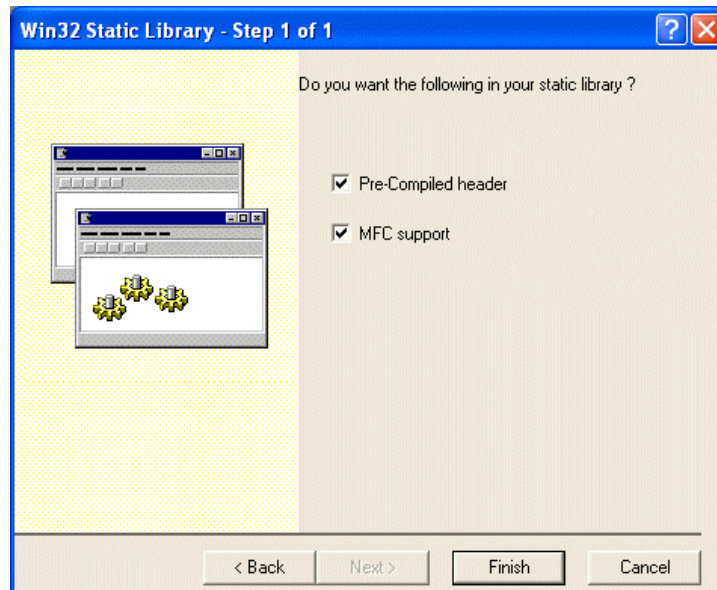 Win32 Static Library - Step 1 of 1
Do you want the following in your static library ?
Pre-Compiled header
MFC support
< Back
Next >
Finish
Cancel